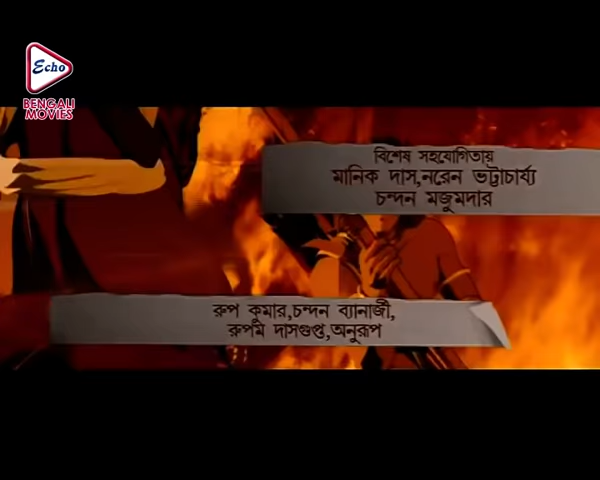 Echo
BENGALI
MOVIES
বিশেষ সহযোগিতায়
মানিক দাস,নরেন ভট্টাচার্য্য
চন্দন মজুমদার
রুপ কুমার,চন্দন ব্যানার্জী,
রুপম দাসগুপ্ত,অনুরূপ